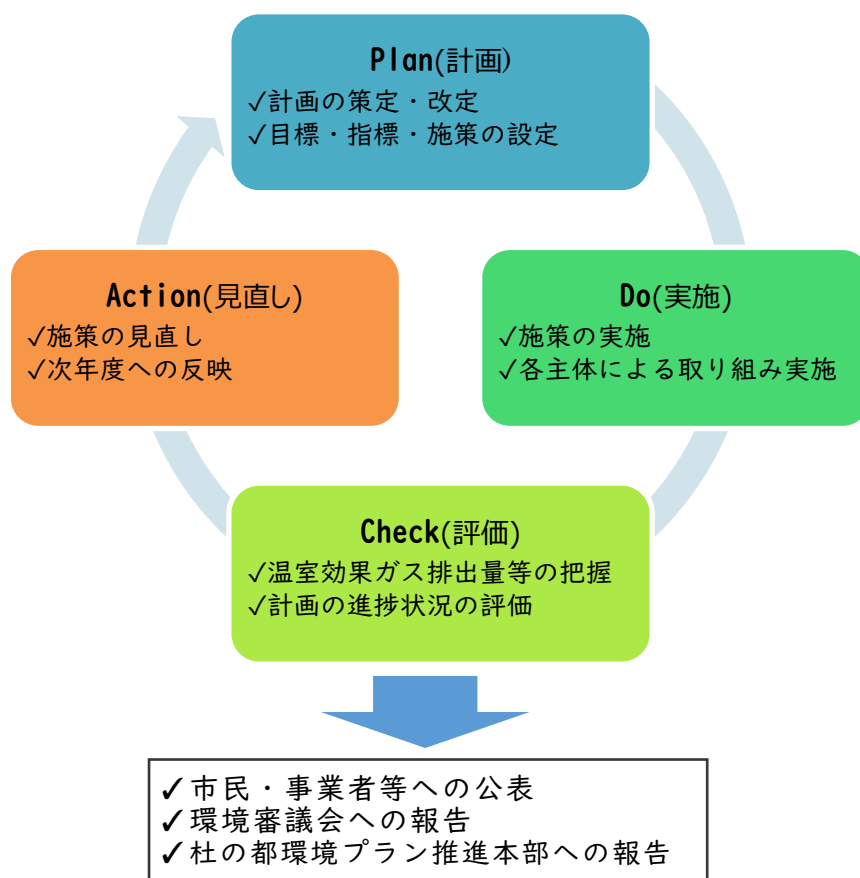 Plan(計画)
✓計画の策定・改定
✓目標・指標・施策の設定
Do(実施)
✓施策の実施
✓各主体による取り組み実施
Check(評価)
✓温室効果ガス排出量等の把握
✓計画の進捗状況の評価
Action(見直し)
✓施策の見直し
✓次年度への反映
✓市民・事業者等への公表
✓環境審議会への報告
✓杜の都環境プラン推進本部への報告